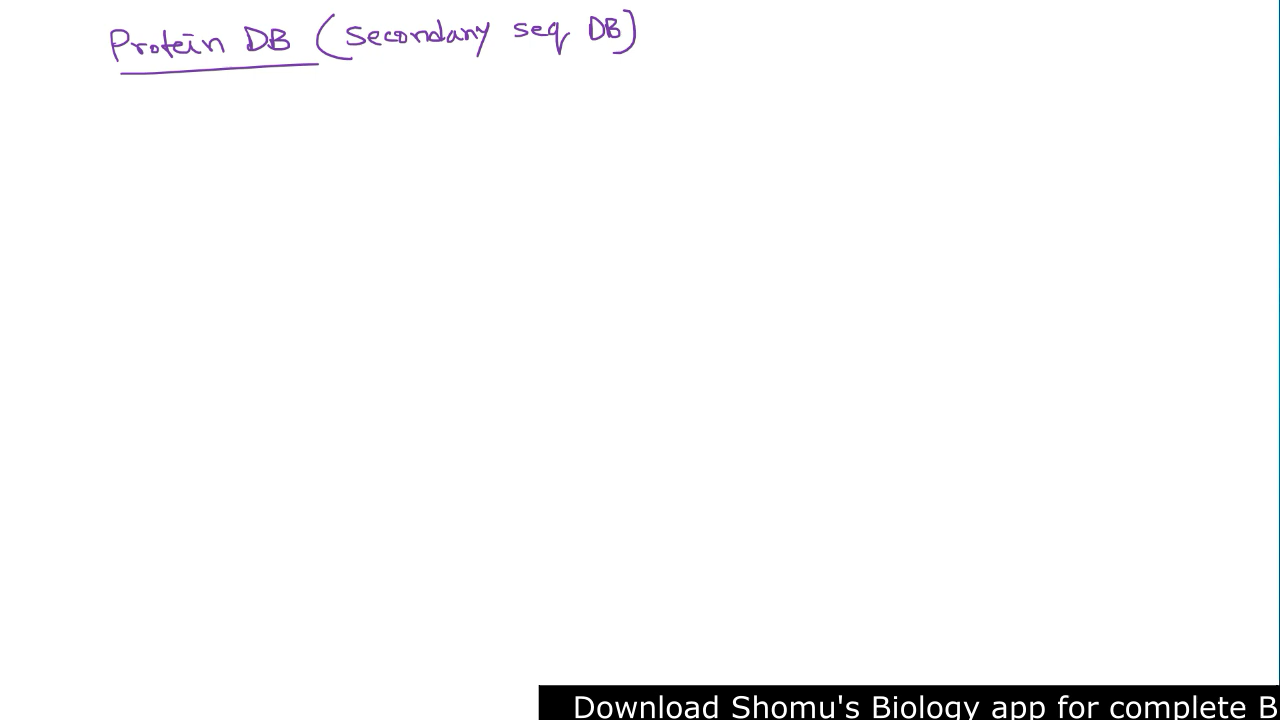 Protein DB (Secondary seq DB)
Download Shomu's Biology app for complete B